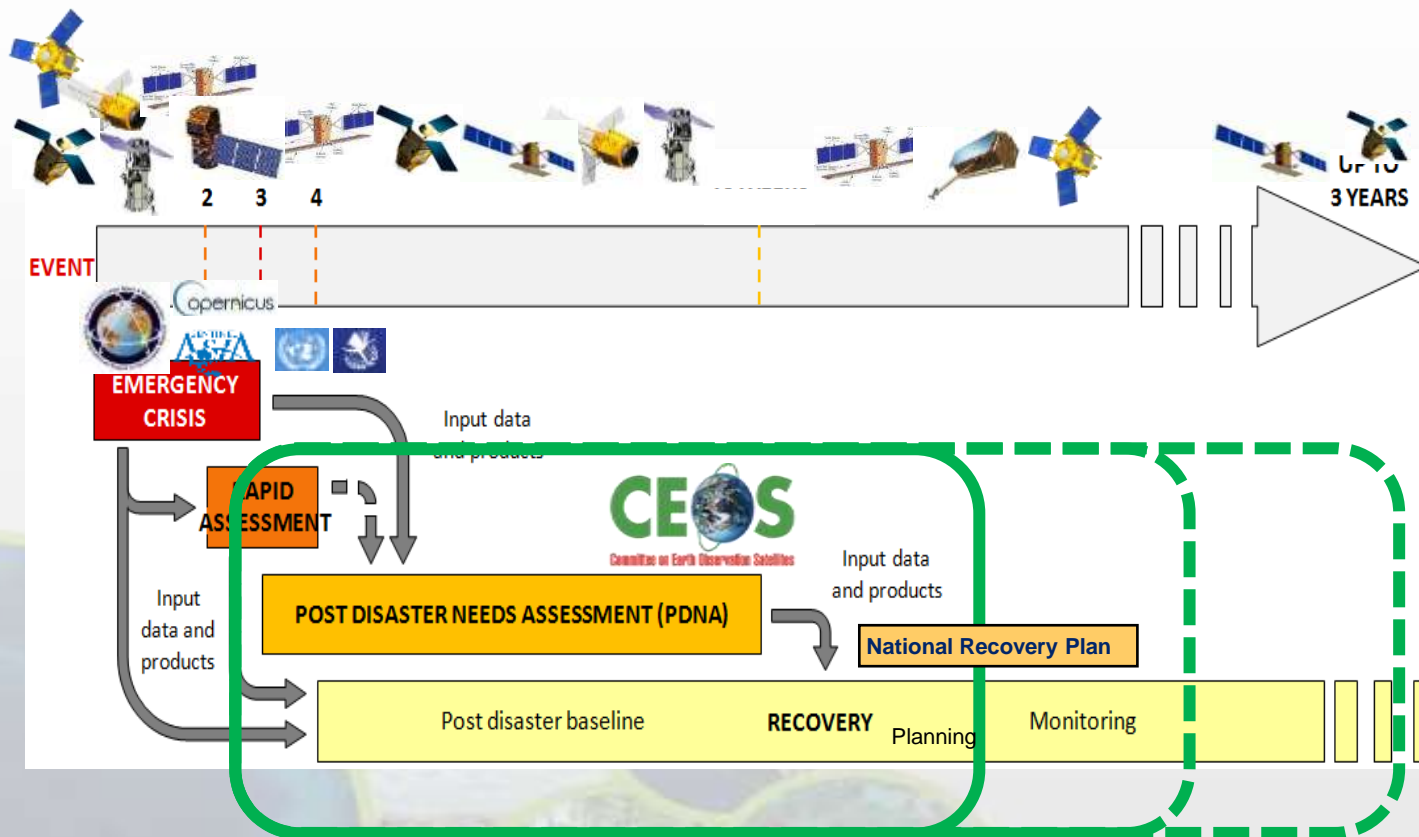 2 3 4
3 YEARS
EVENT
opernicus
EMERGENCY
CRISIS
Input data
and products
RAPID
ASSESSMENT
CEOS
Committee on Earth Observation Satellites
Input data
and products
Input
data and
products
POST DISASTER NEEDS ASSESSMENT (PDNA)
National Recovery Plan
Post disaster baseline
RECOVERY
Planning
Monitoring